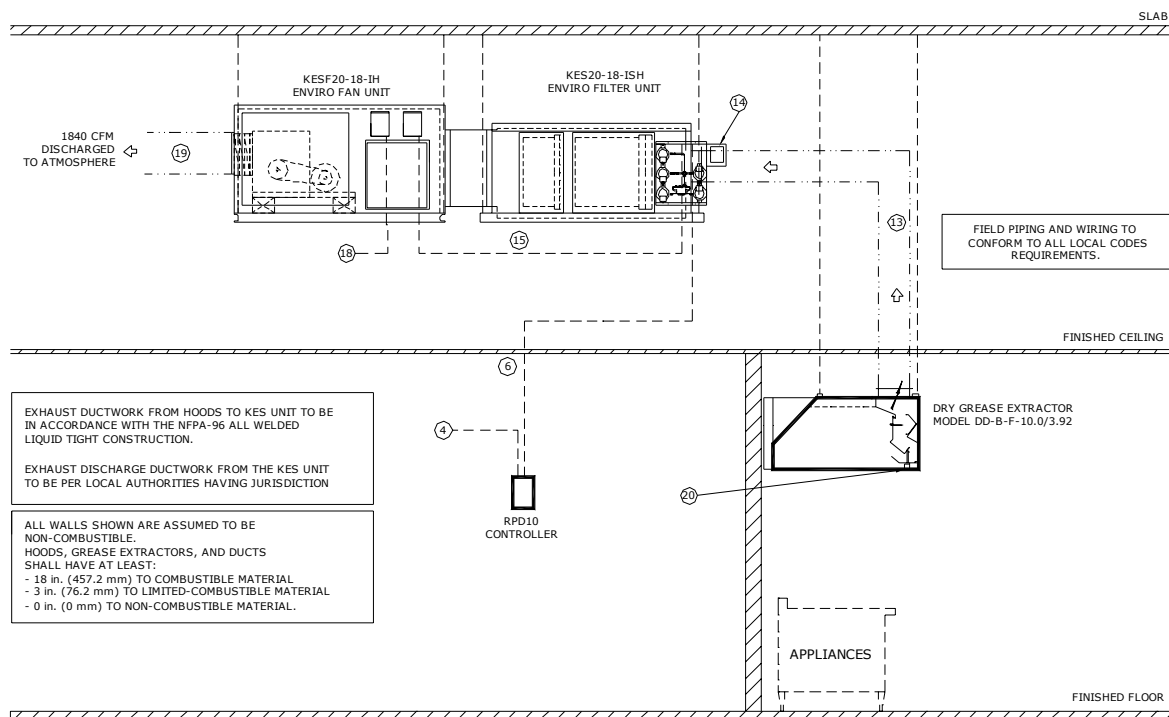 SLAB
KESF20-18-IH
ENVIRO FAN UNIT
KES20-18-ISH
ENVIRO FILTER UNIT
14
1840 CFM
DISCHARGED
TO ATMOSPHERE
19
13
15
18
FIELD PIPING AND WIRING TO
CONFORM TO ALL LOCAL CODES
REQUIREMENTS.
FINISHED CEILING
6
EXHAUST DUCTWORK FROM HOODS TO KES UNIT TO BE
IN ACCORDANCE WITH THE NFPA-96 ALL WELDED
LIQUID TIGHT CONSTRUCTION.
EXHAUST DISCHARGE DUCTWORK FROM THE KES UNIT
TO BE PER LOCAL AUTHORITIES HAVING JURISDICTION
4
DRY GREASE EXTRACTOR
MODEL DD-B-F-10.0/3.92
20
RPD10
CONTROLLER
ALL WALLS SHOWN ARE ASSUMED TO BE
NON-COMBUSTIBLE.
HOODS, GREASE EXTRACTORS, AND DUCTS
SHALL HAVE AT LEAST:
- 18 in. (457.2 mm) TO COMBUSTIBLE MATERIAL
- 3 in. (76.2 mm) TO LIMITED-COMBUSTIBLE MATERIAL
- 0 in. (0 mm) TO NON-COMBUSTIBLE MATERIAL.
APPLIANCES
FINISHED FLOOR